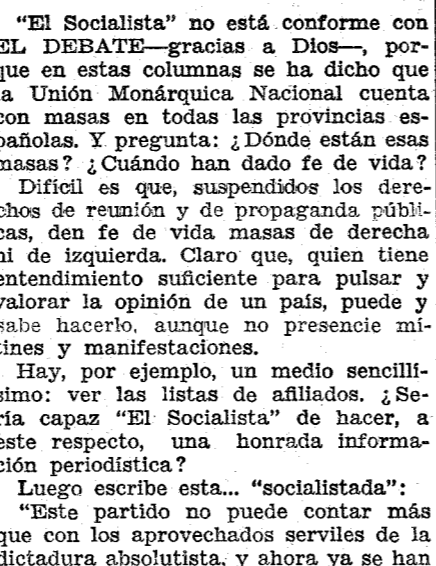 “El Socialista” no está conforme con
EL DEBATE—gracias a Dios—, por-
que en estas columnas se ha dicho que
la Unión Monárquica Nacional cuenta
con masas en todas las provincias es-
pañolas. Y pregunta: ¿Dónde están esas
masas? ¿Cuándo han dado fe de vida?
Difícil es que, suspendidos los dere-
chos de reunión y de propaganda públi-
cas, den fe de vida masas de derecha
ni de izquierda. Claro que, quien tiene
entendimiento suficiente para pulsar y
valorar la opinión de un país, puede y
sabe hacerlo, aunque no presencie mí-
tines y manifestaciones.
Hay, por ejemplo, un medio sencillí-
simo: ver las listas de afiliados. ¿Se-
ría capaz “El Socialista” de hacer, a
este respecto, una honrada informa-
ción periodística?
Luego escribe esta... “socialistada”:
“Este partido no puede contar más
que con los aprovechados serviles de la
dictadura absolutista, y ahora ya se han